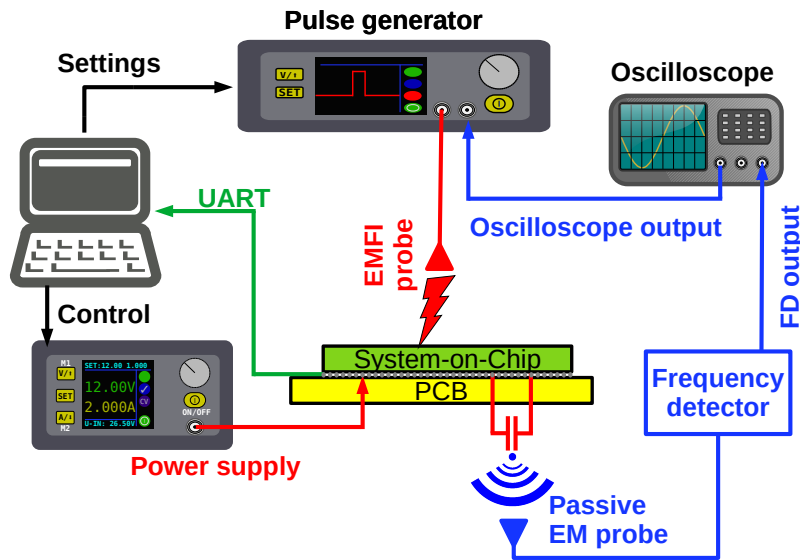 Pulse generator
Settings
Oscilloscope
V/⬍
SET
UART
EMFI
probe
Oscilloscope output
FD output
Control
System-on-Chip
PCB
M1
SET:12.00 1.000
V/⬍
12.00V
SET
CV
2.000A
A/⬍
ON/OFF
M2
U-IN: 26.50V
Power supply
Frequency
detector
Passive
EM probe